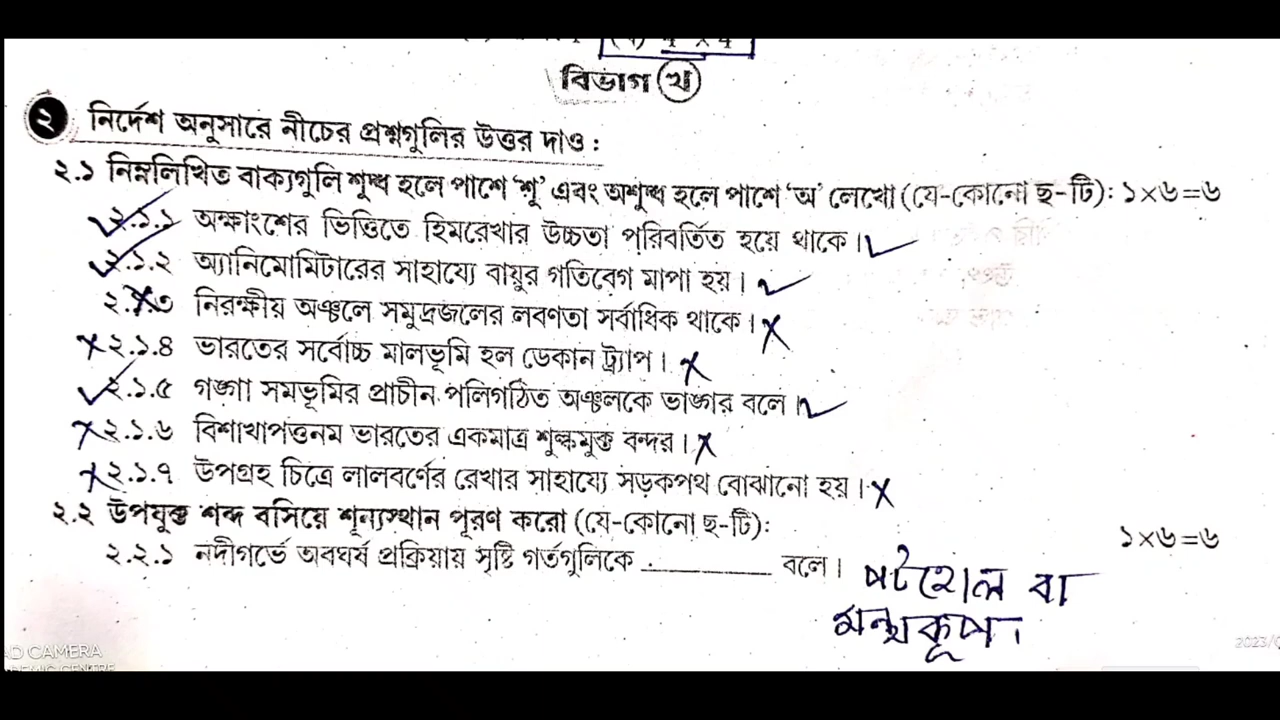 বিভাগ খ
২ নির্দেশ অনুসারে নীচের প্রশ্নগুলির উত্তর দাও :
২.১ নিম্নলিখিত বাক্যগুলি শুদ্ধ হলে পাশে ‘শু’ এবং অশুদ্ধ হলে পাশে ‘অ’ লেখো (যে-কোনো ছ-টি): ১×৬=৬
২.১.১ অক্ষাংশের ভিত্তিতে হিমরেখার উচ্চতা পরিবর্তিত হয়ে থাকে।
২.১.২ অ্যানিমোমিটারের সাহায্যে বায়ুর গতিবেগ মাপা হয়।
২.১.৩ নিরক্ষীয় অঞ্চলে সমুদ্রজলের লবণতা সর্বাধিক থাকে।
২.১.৪ ভারতের সর্বোচ্চ মালভূমি হল ডেকান ট্র্যাপ।
২.১.৫ গঙ্গা সমভূমির প্রাচীন পলিগঠিত অঞ্চলকে ভাঙ্গর বলে।
২.১.৬ বিশাখাপত্তনম ভারতের একমাত্র শুল্কমুক্ত বন্দর।
২.১.৭ উপগ্রহ চিত্রে লালবর্ণের রেখার সাহায্যে সড়কপথ বোঝানো হয়।
২.২ উপযুক্ত শব্দ বসিয়ে শূন্যস্থান পূরণ করো (যে-কোনো ছ-টি): ১×৬=৬
২.২.১ নদীগর্ভে অবঘর্ষ প্রক্রিয়ায় সৃষ্টি গর্তগুলিকে ________ বলে। পটহোল বা
মন্থকূপ।
CAMERA